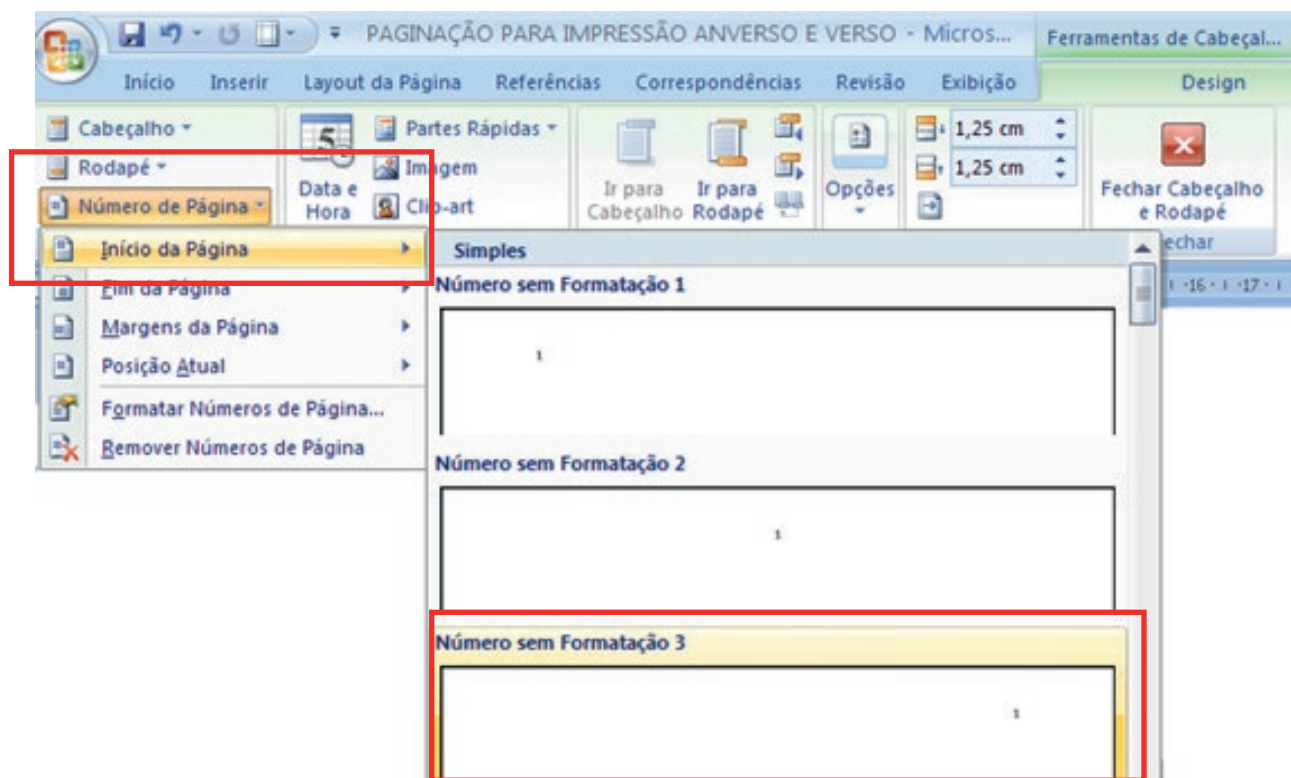 PAGINAÇÃO PARA IMPRESSÃO ANVERSO E VERSO - Micros...
Ferramentas de Cabeçal...
Início Inserir Layout da Página Referências Correspondências Revisão Exibição Design
Cabeçalho
Rodapé
Número de Página
5
Data e
Hora
Partes Rápidas
Imagem
Clip-art
Ir para
Cabeçalho
Ir para
Rodapé
Opções
1,25 cm
1,25 cm
Fechar Cabeçalho
e Rodapé
echar
16 17
Início da Página
Fim da Página
Margens da Página
Posição Atual
Formatar Números de Página...
Remover Números de Página
Simples
Número sem Formatação 1
1
Número sem Formatação 2
1
Número sem Formatação 3
1